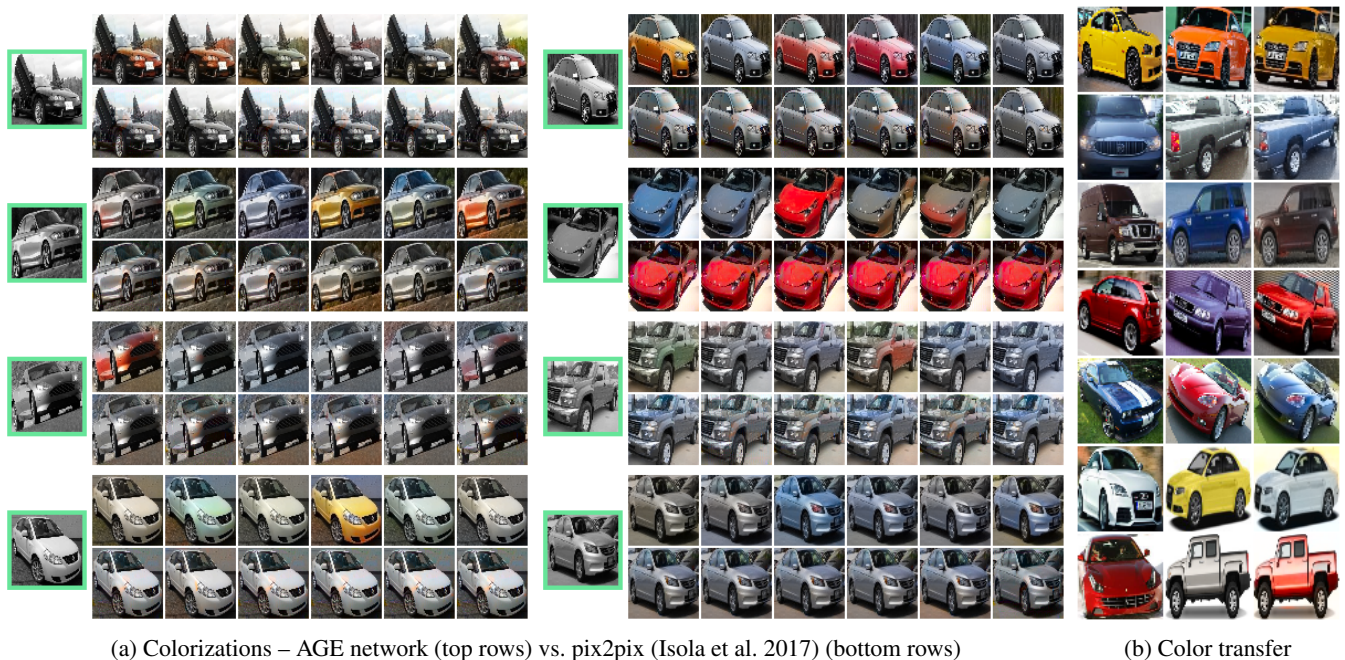 (a) Colorizations – AGE network (top rows) vs. pix2pix (Isola et al. 2017) (bottom rows)
(b) Color transfer